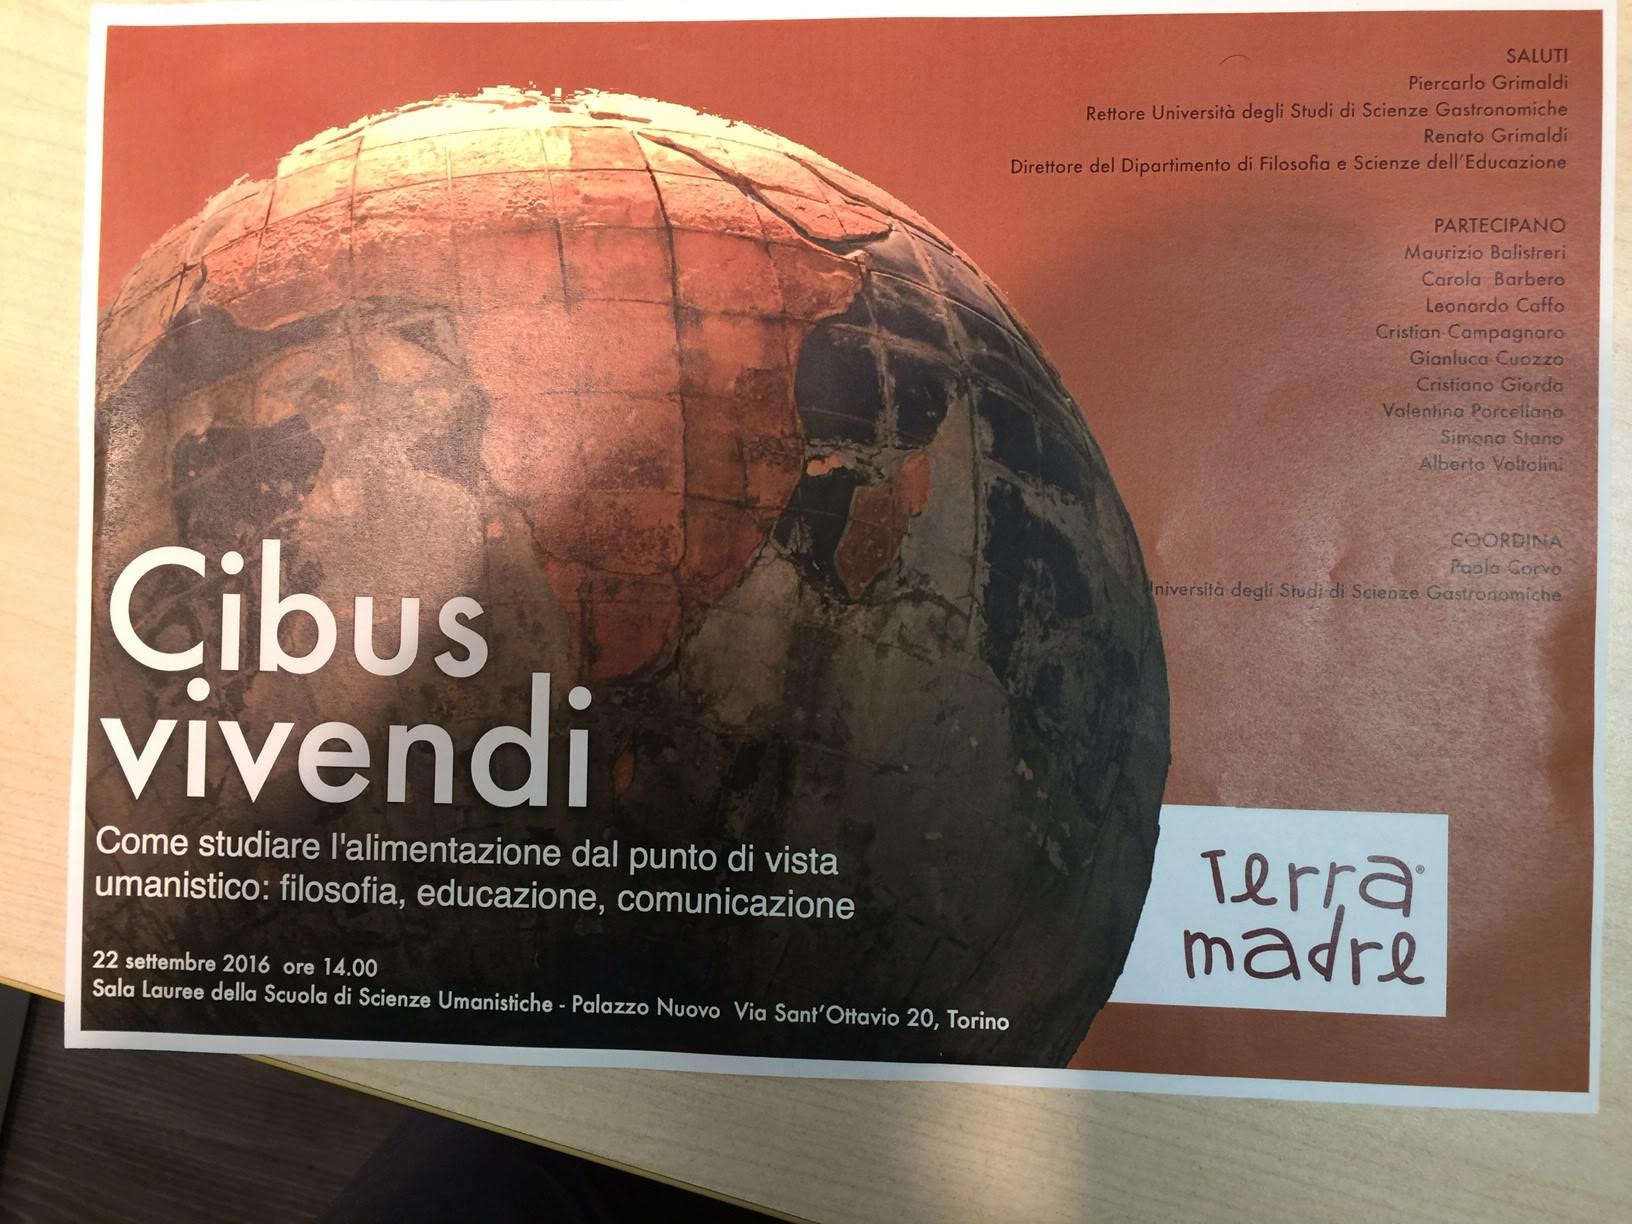 SALUTI
Piercarlo Grimaldi
Rettore Università degli Studi di Scienze Gastronomiche
Renato Grimaldi
Direttore del Dipartimento di Filosofia e Scienze dell'Educazione
PARTECIPANO
Maurizio Balistreri
Carola Barbero
Leonardo Caffo
Cristian Campagnaro
Gianluca Cuozzo
Cristiano Giorda
Valentina Porcellana
Simona Stano
Alberto Voltolini
COORDINA
Paolo Corvo
Università degli Studi di Scienze Gastronomiche
Cibus
vivendi
Come studiare l'alimentazione dal punto di vista
umanistico: filosofia, educazione, comunicazione
22 settembre 2016 ore 14.00
Sala Lauree della Scuola di Scienze Umanistiche - Palazzo Nuovo Via Sant'Ottavio 20, Torino
Terra®
madre